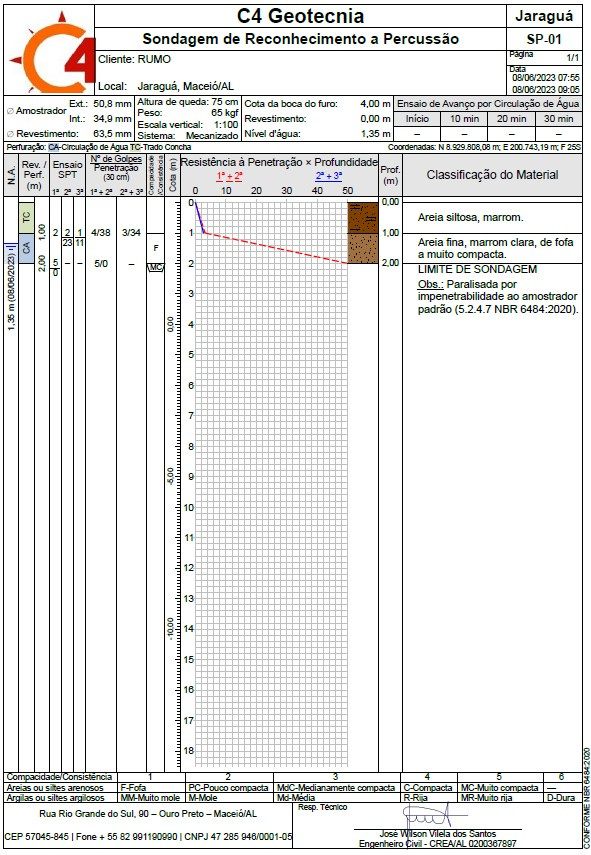 C4
C4 Geotecnia
Jaraguá
Sondagem de Reconhecimento a Percussão
SP-01
Cliente: RUMO
Página
1/1
Local: Jaraguá, Maceió/AL
Data
08/06/2023 07:55
08/06/2023 09:05
Ø Amostrador Ext.: 50,8 mm
Int.: 34,9 mm
Ø Revestimento: 63,5 mm
Altura de queda: 75 cm
Peso: 65 kgf
Escala vertical: 1:100
Sistema: Mecanizado
Cota da boca do furo: 4,00 m
Revestimento: 0,00 m
Nível d'água: 1,35 m
Ensaio de Avanço por Circulação de Água
Início 10 min 20 min 30 min
– – – –
Perfuração: CA-Circulação de Água TC-Trado Concha
Coordenadas: N 8.929.808,08 m; E 200.743,19 m; F 25S
N.A.
Rev. / Perf. (m)
Ensaio SPT
1ª 2ª 3ª
Nº de Golpes
Penetração (30 cm)
1ª + 2ª 2ª + 3ª
Compacidade /Consistência
Cota (m)
Resistência à Penetração × Profundidade
1ª + 2ª 2ª + 3ª
0 10 20 30 40 50
Prof. (m)
Classificação do Material
1,35 m (08/06/2023)
TC
1,00
CA
2,00
2 2 1
23 11
4/38 3/34
F
5 – –
0
5/0 –
(MC)
0,00
-5,00
-10,00
0
1
2
3
4
5
6
7
8
9
10
11
12
13
14
15
16
17
18
0,00
Areia siltosa, marrom.
1,00
Areia fina, marrom clara, de fofa
a muito compacta.
2,00
LIMITE DE SONDAGEM
Obs.: Paralisada por
impenetrabilidade ao amostrador
padrão (5.2.4.7 NBR 6484:2020).
Compacidade/Consistência 1 2 3 4 5 6
Areias ou siltes arenosos F-Fofa PC-Pouco compacta MdC-Medianamente compacta C-Compacta MC-Muito compacta —
Argilas ou siltes argilosos MM-Muito mole M-Mole Md-Média R-Rija MR-Muito rija D-Dura
Rua Rio Grande do Sul, 90 – Ouro Preto – Maceió/AL
CEP 57045-845 | Fone + 55 82 991190990 | CNPJ 47 285 946/0001-05
Resp. Técnico
José Wilson Vilela dos Santos
Engenheiro Civil - CREA/AL 0200367897
CONFORME NBR 6484:2020